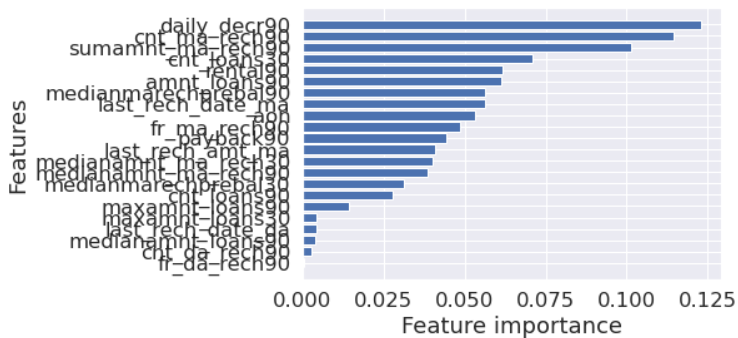 daily_decr90
cnt_ma_rech90
sumamnt_ma_rech90
cnt_loans30
rental90
amnt_loans90
medianmarechprebal90
last_rech_date_ma
aon
fr_ma_rech90
payback90
last_rech_amt_ma
medianamnt_ma_rech30
medianamnt_ma_rech90
medianmarechprebal30
cnt_loans90
maxamnt_loans90
maxamnt_loans30
last_rech_date_da
medianamnt_loans90
cnt_da_rech90
fr_da_rech90
Features
0.000 0.025 0.050 0.075 0.100 0.125
Feature importance